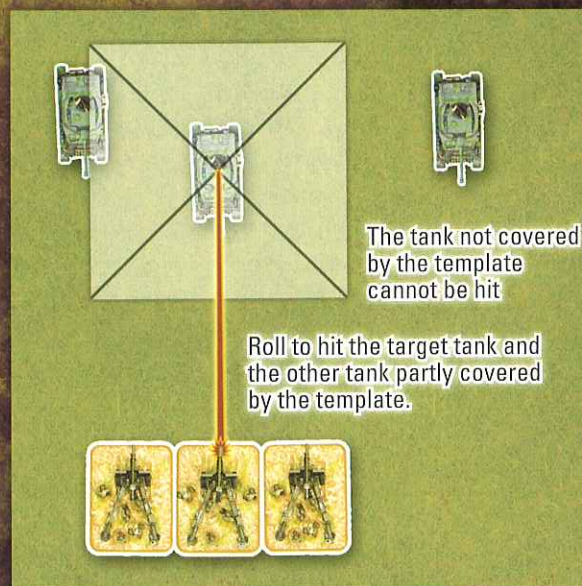 The tank not covered
by the template
cannot be hit
Roll to hit the target tank and
the other tank partly covered
by the template.